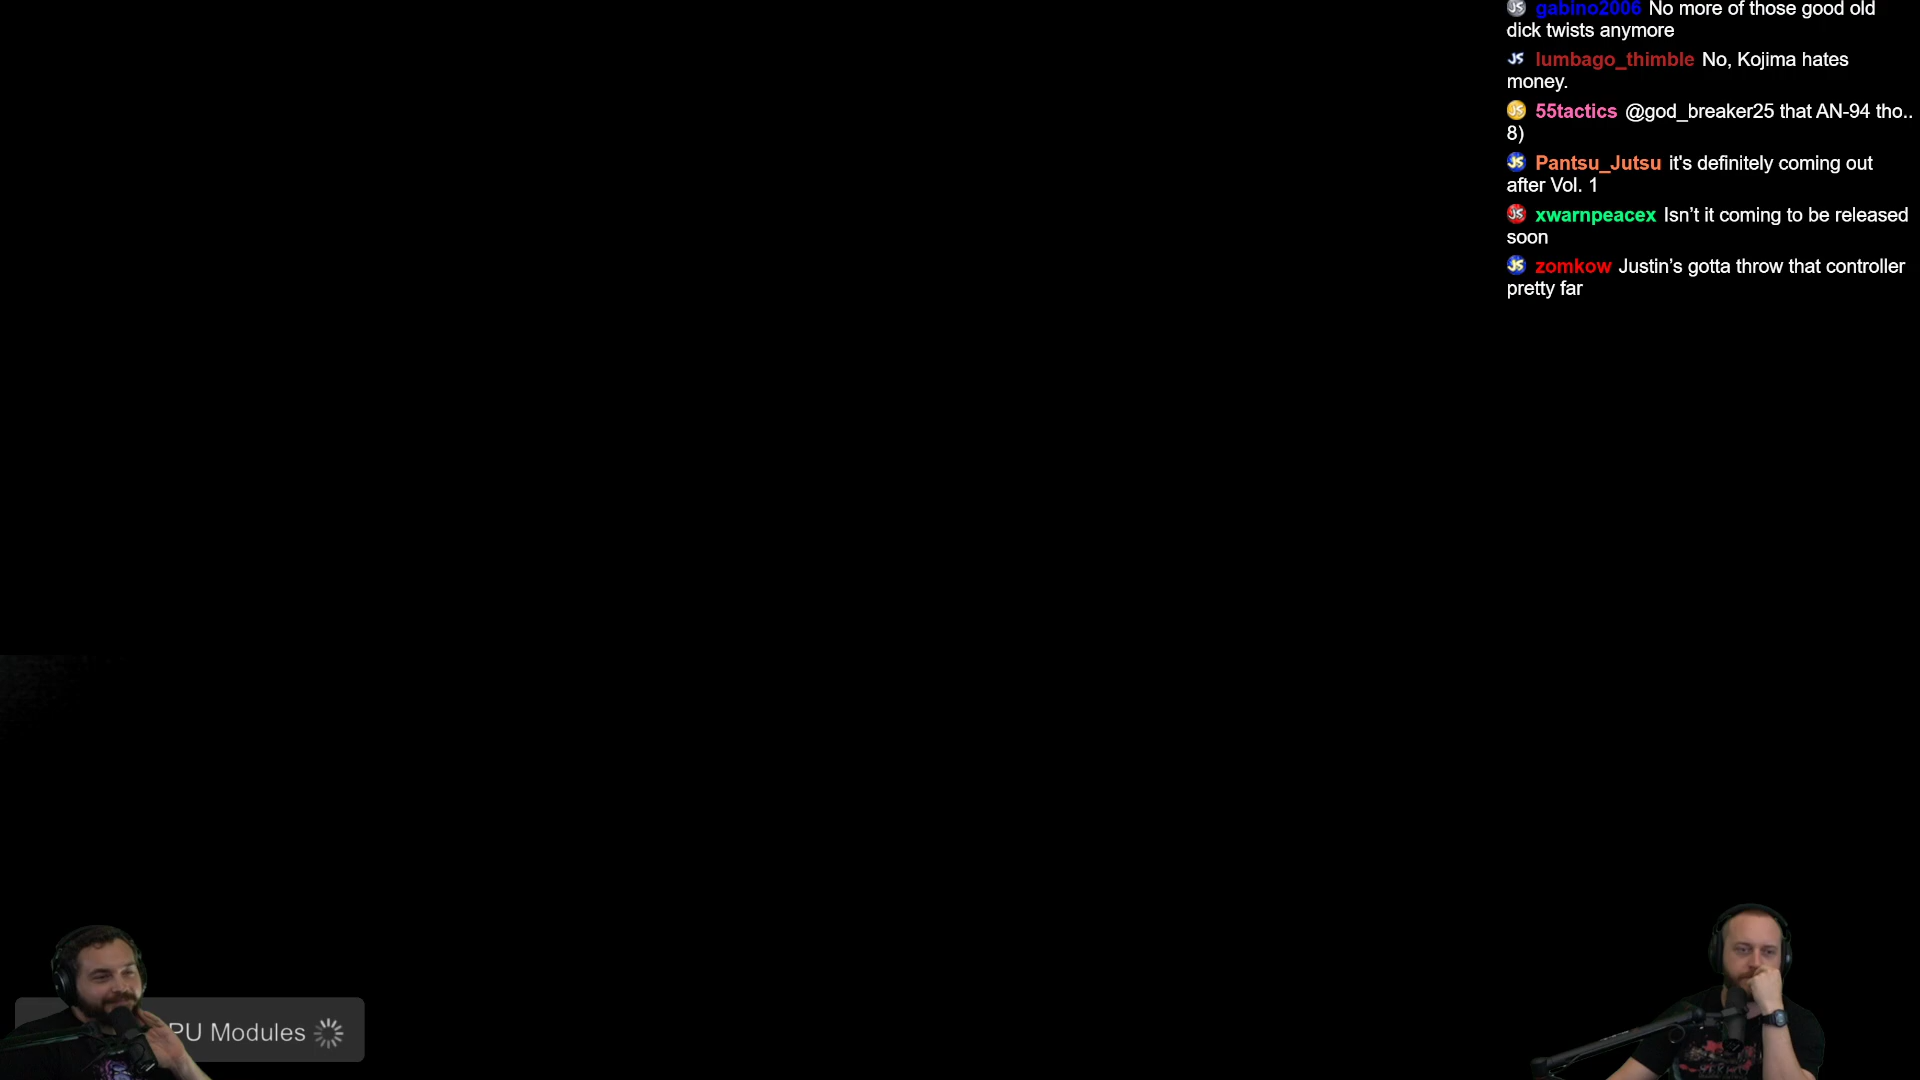 gabino2006 No more of those good old
dick twists anymore
lumbago_thimble No, Kojima hates
money.
55tactics @god_breaker25 that AN-94 tho..
8)
Pantsu_Jutsu it's definitely coming out
after Vol. 1
xwarnpeacex Isn’t it coming to be released
soon
zomkow Justin’s gotta throw that controller
pretty far
PU Modules